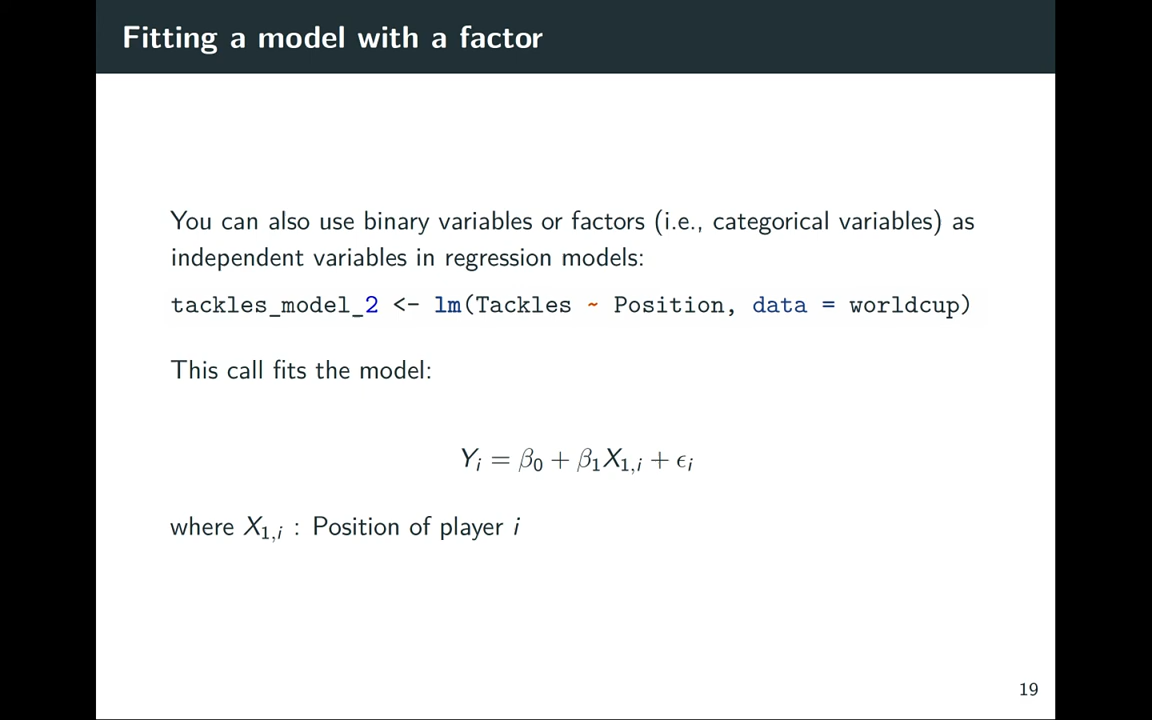 Fitting a model with a factor
You can also use binary variables or factors (i.e., categorical variables) as
independent variables in regression models:
tackles_model_2 <- lm(Tackles ~ Position, data = worldcup)
This call fits the model:
Yᵢ = β₀ + β₁X₁,ᵢ + ϵᵢ
where X₁,ᵢ : Position of player i
19